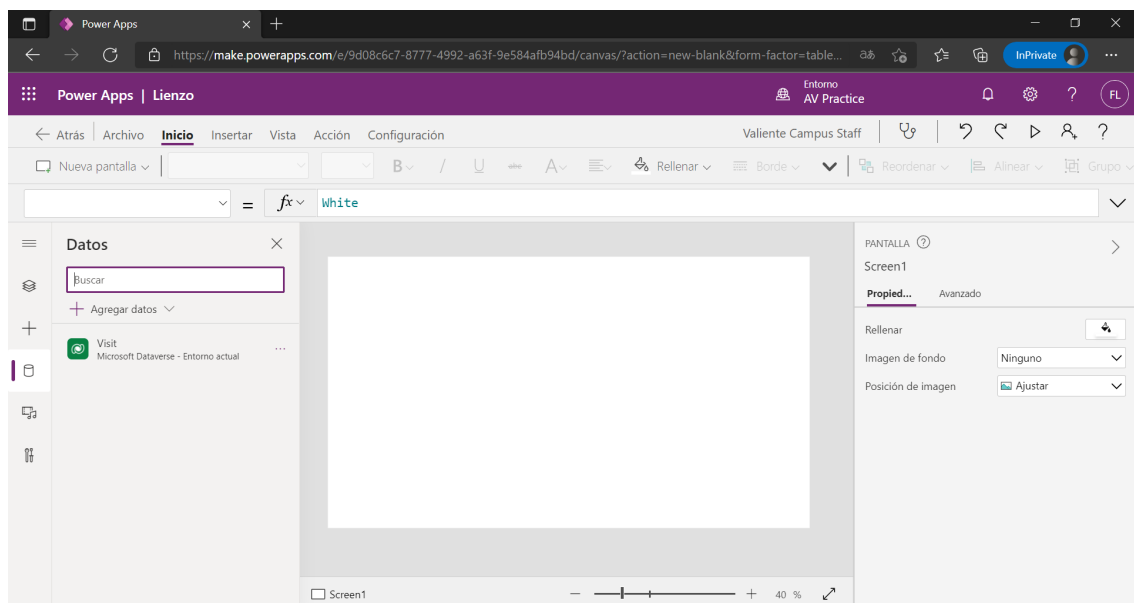 Power Apps
https://make.powerapps.com/e/9d08c6c7-8777-4992-a63f-9e584afb94bd/canvas/?action=new-blank&form-factor=table...
InPrivate
Power Apps | Lienzo
Entorno
AV Practice
FL
Atrás Archivo Inicio Insertar Vista Acción Configuración Valiente Campus Staff
Nueva pantalla B / U abc A Rellenar Borde Reordenar Alinear Grupo
= fx White
Datos
Buscar
Agregar datos
Visit
Microsoft Dataverse - Entorno actual
PANTALLA
Screen1
Propied... Avanzado
Rellenar
Imagen de fondo Ninguno
Posición de imagen Ajustar
Screen1 40 %